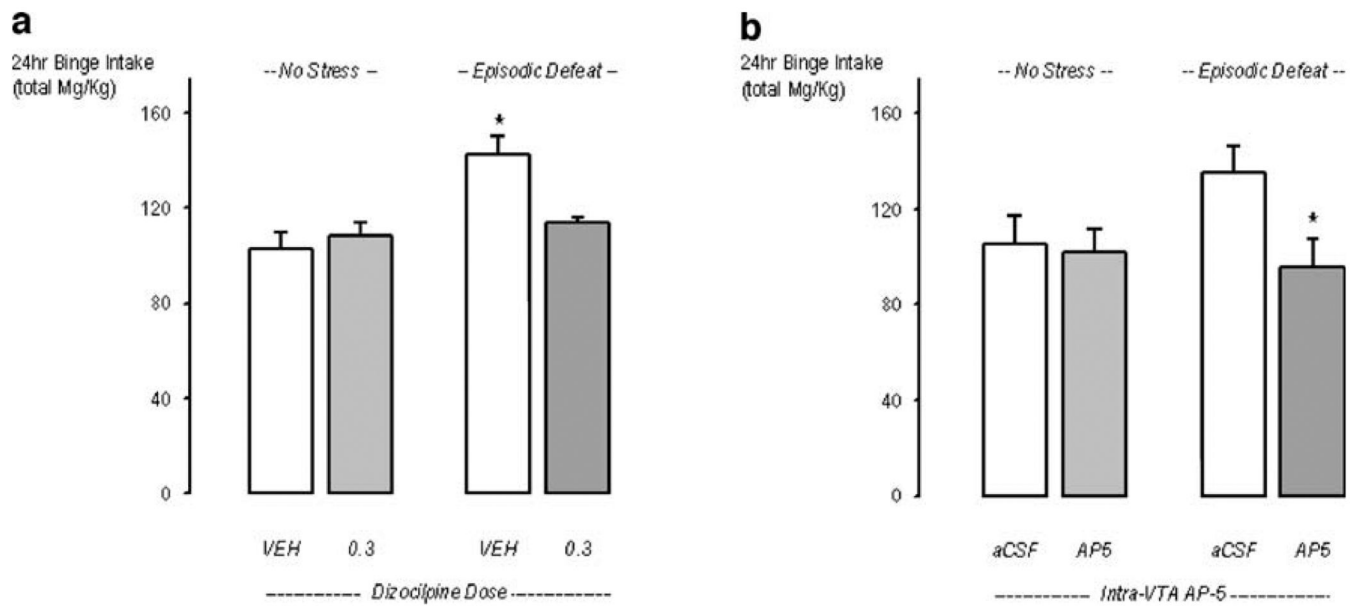 a
24hr Binge Intake
(total Mg/Kg)
-- No Stress --
-- Episodic Defeat --
160
120
80
40
0
*
VEH
0.3
VEH
0.3
------------ Dizocilpine Dose ------------
b
24hr Binge Intake
(total Mg/Kg)
-- No Stress --
-- Episodic Defeat --
160
120
80
40
0
*
aCSF
AP5
aCSF
AP5
------------ Intra-VTA AP-5 ------------